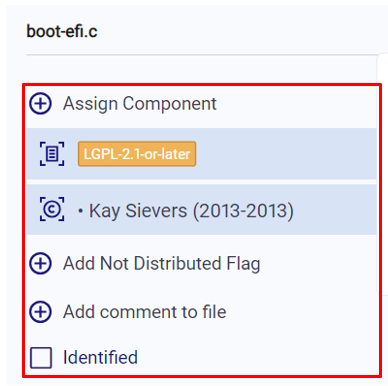 boot-efi.c
Assign Component
LGPL-2.1-or-later
© • Kay Sievers (2013-2013)
Add Not Distributed Flag
Add comment to file
Identified